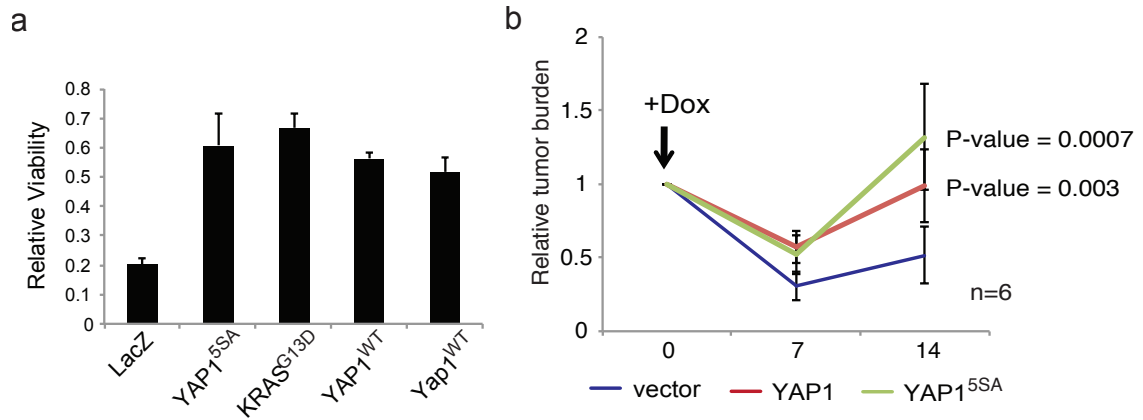 a
Relative Viability
0.8
0.7
0.6
0.5
0.4
0.3
0.2
0.1
0
LacZ
YAP1^5SA
KRAS^G13D
YAP1^WT
Yap1^WT
b
Relative tumor burden
2
1.5
1
0.5
0
+Dox
P-value = 0.0007
P-value = 0.003
n=6
0 7 14
vector YAP1 YAP1^5SA